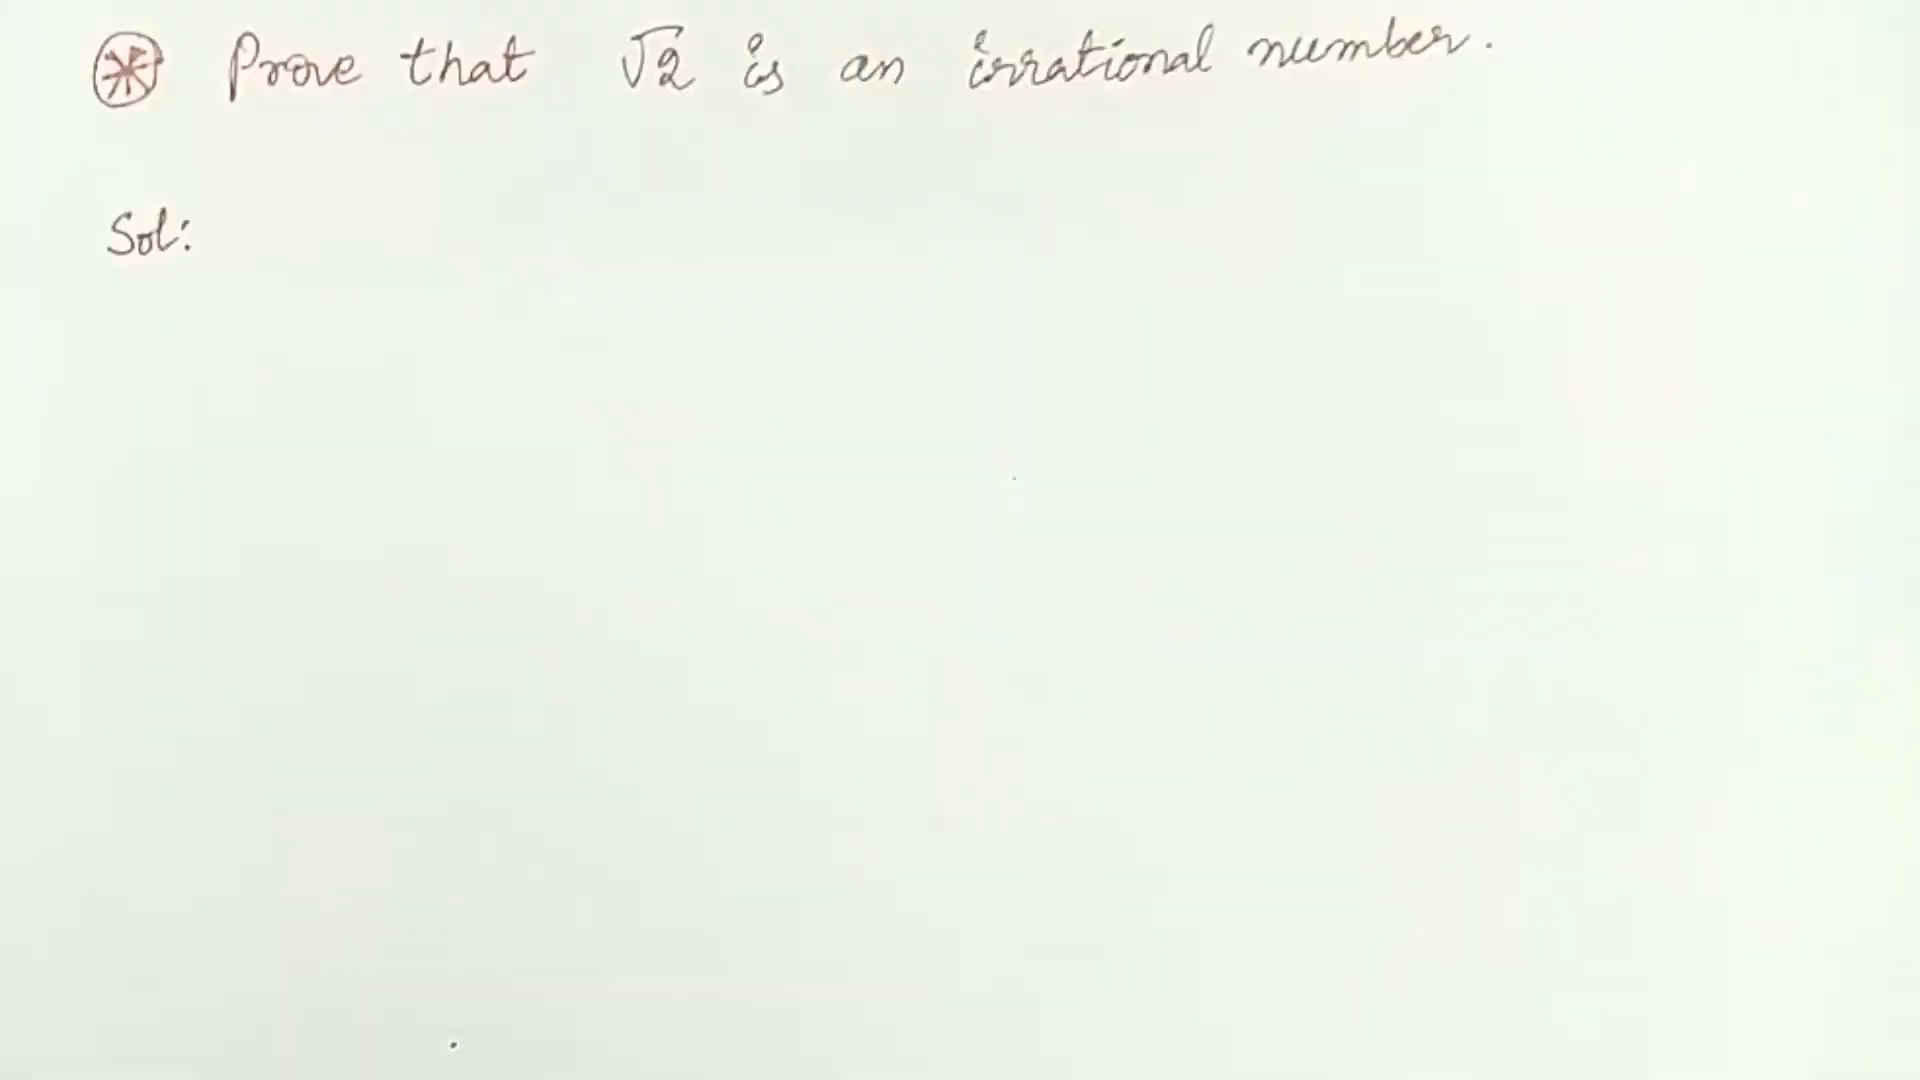 Prove that √2 is an irrational number.
Sol: